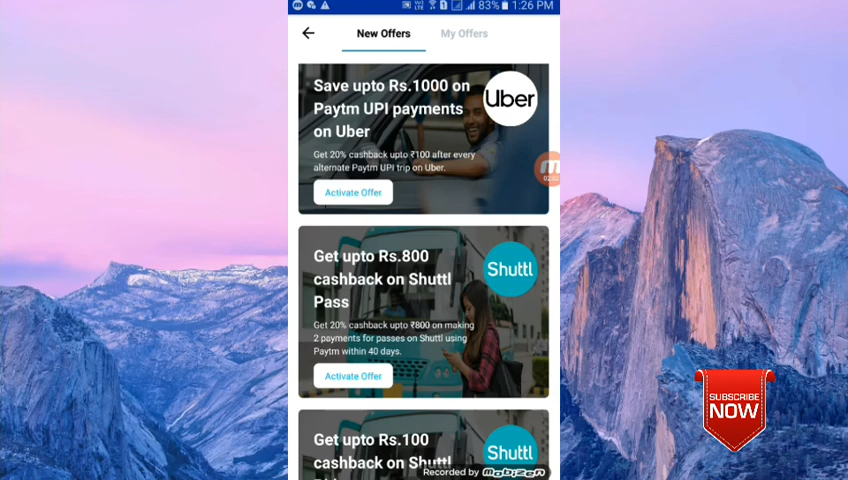 83% 1:26 PM
New Offers My Offers
Save upto Rs.1000 on
Paytm UPI payments
on Uber
Uber
Get 20% cashback upto ₹100 after every
alternate Paytm UPI trip on Uber.
Activate Offer
02:02
Get upto Rs.800
cashback on Shuttl
Pass
Shuttl
Get 20% cashback upto ₹800 on making
2 payments for passes on Shuttl using
Paytm within 40 days.
Activate Offer
SUBSCRIBE
NOW
Get upto Rs.100
cashback on Shuttl
Shuttl
Recorded by mobizen